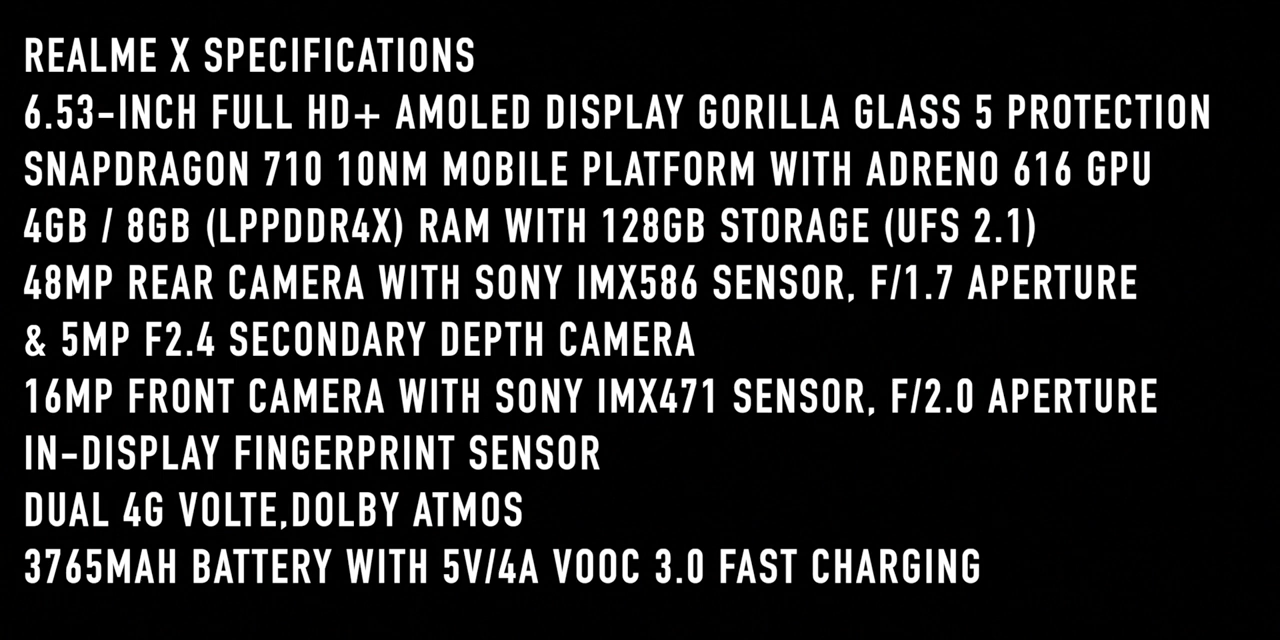 REALME X SPECIFICATIONS
6.53-INCH FULL HD+ AMOLED DISPLAY GORILLA GLASS 5 PROTECTION
SNAPDRAGON 710 10NM MOBILE PLATFORM WITH ADRENO 616 GPU
4GB / 8GB (LPPDDR4X) RAM WITH 128GB STORAGE (UFS 2.1)
48MP REAR CAMERA WITH SONY IMX586 SENSOR, F/1.7 APERTURE
& 5MP F2.4 SECONDARY DEPTH CAMERA
16MP FRONT CAMERA WITH SONY IMX471 SENSOR, F/2.0 APERTURE
IN-DISPLAY FINGERPRINT SENSOR
DUAL 4G VOLTE,DOLBY ATMOS
3765MAH BATTERY WITH 5V/4A VOOC 3.0 FAST CHARGING